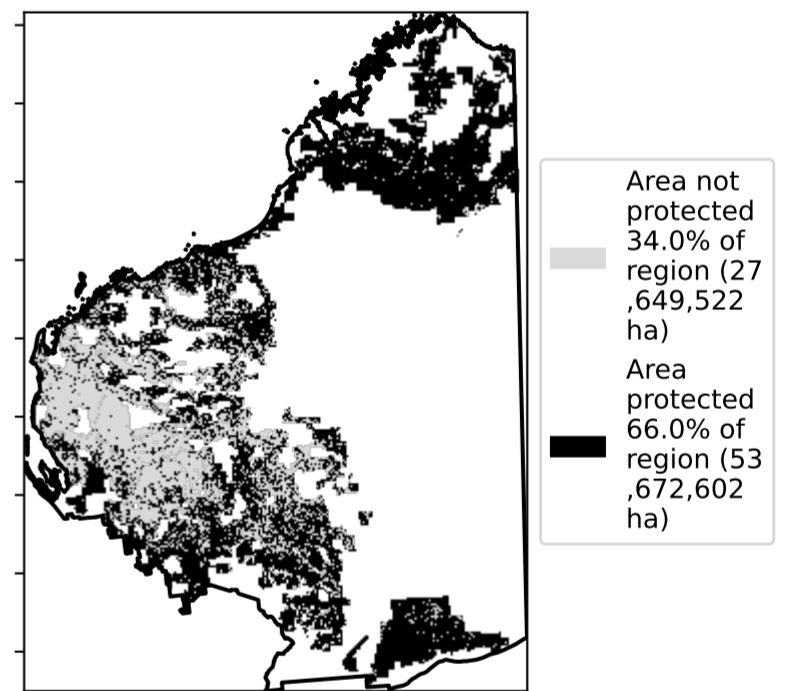 Area not
protected
34.0% of
region (27
,649,522
ha)
Area
protected
66.0% of
region (53
,672,602
ha)